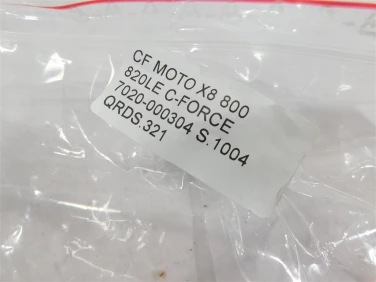 CF MOTO X8 800
820LE C-FORCE
7020-000304 S.1004
QRDS.321